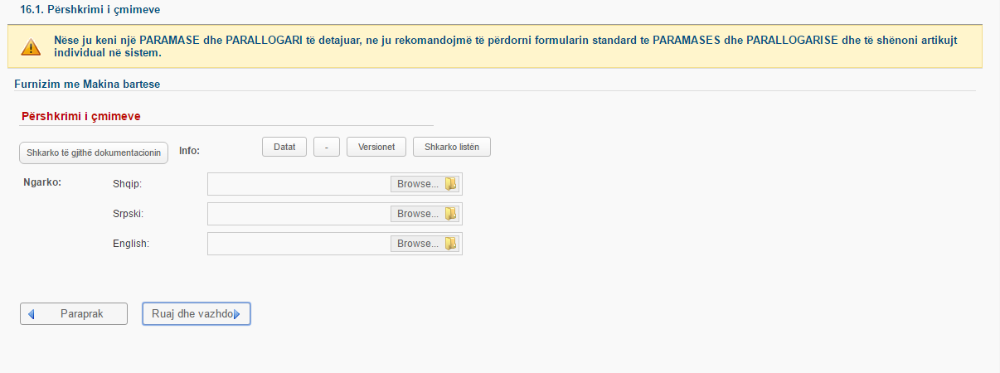 16.1. Përshkrimi i çmimeve
Nëse ju keni një PARAMASE dhe PARALLOGARI të detajuar, ne ju rekomandojmë të përdorni formularin standard te PARAMASES dhe PARALLOGARISE dhe të shënoni artikujt
individual në sistem.
Furnizim me Makina bartese
Përshkrimi i çmimeve
Shkarko të gjithë dokumentacionin Info: Datat - Versionet Shkarko listën
Ngarko: Shqip: Browse...
Srpski: Browse...
English: Browse...
Paraprak Ruaj dhe vazhdo